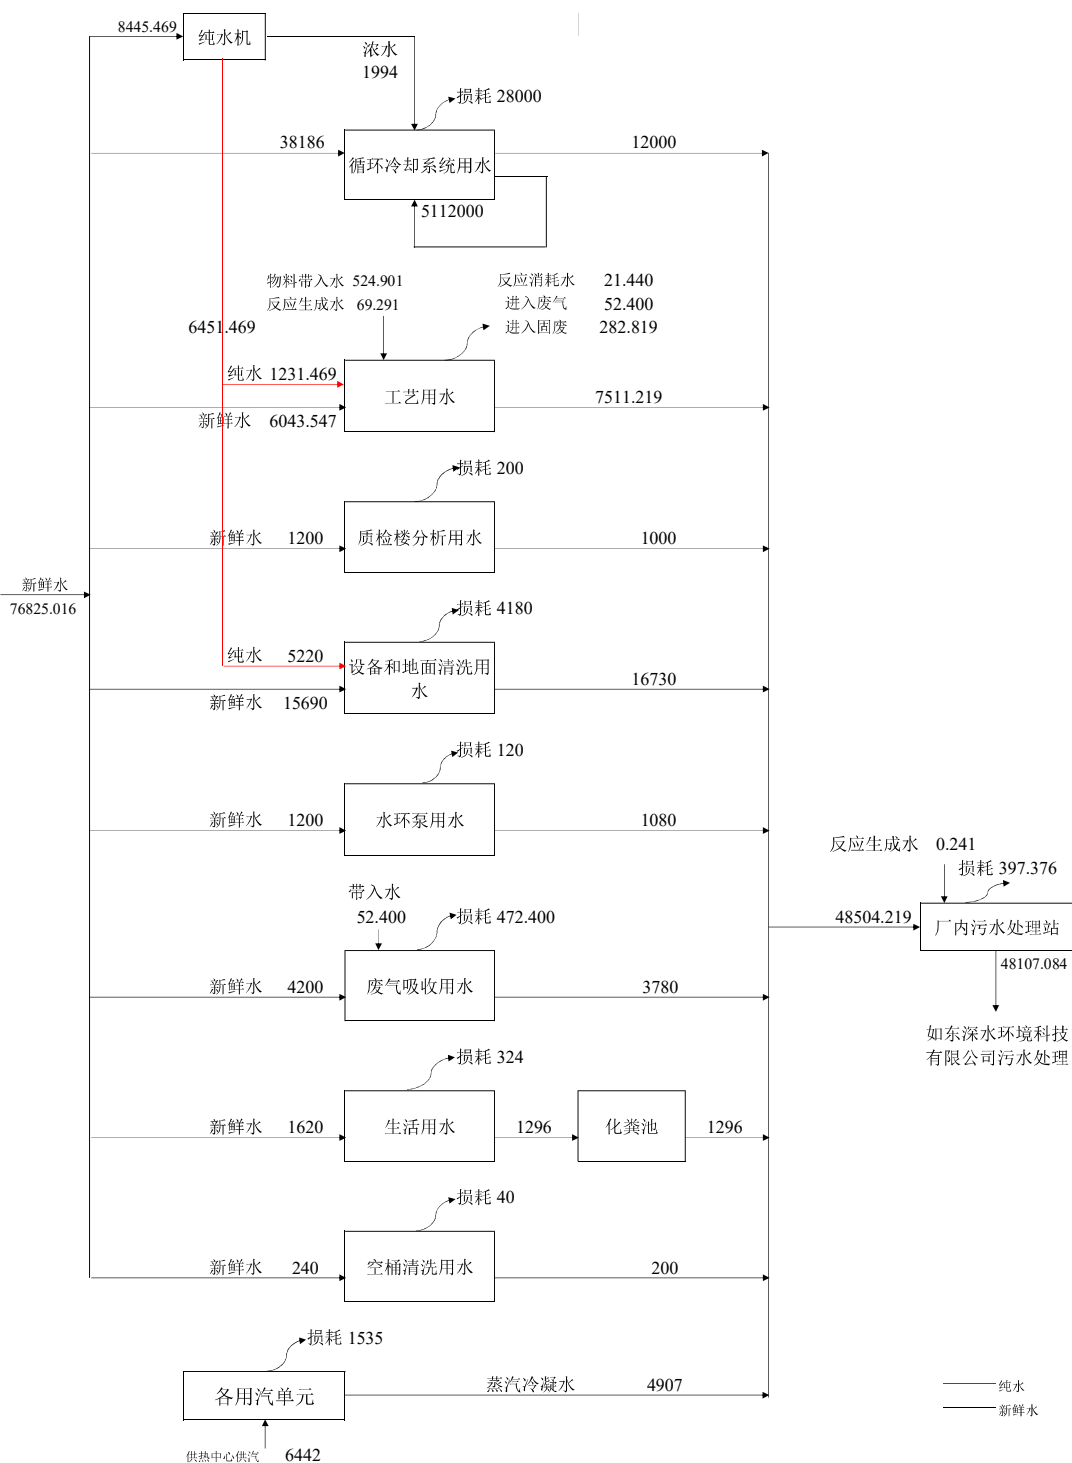 8445.469
纯水机
浓水
1994
损耗 28000
38186
循环冷却系统用水
12000
5112000
物料带入水 524.901
反应生成水 69.291
反应消耗水 21.440
进入废气 52.400
进入固废 282.819
6451.469
纯水 1231.469
工艺用水
7511.219
新鲜水 6043.547
损耗 200
新鲜水 1200
质检楼分析用水
1000
新鲜水
76825.016
损耗 4180
纯水 5220
设备和地面清洗用
水
16730
新鲜水 15690
损耗 120
新鲜水 1200
水环泵用水
1080
反应生成水 0.241
损耗 397.376
带入水
52.400
损耗 472.400
48504.219
厂内污水处理站
48107.084
新鲜水 4200
废气吸收用水
3780
如东深水环境科技
有限公司污水处理
损耗 324
新鲜水 1620
生活用水
1296
化粪池
1296
损耗 40
新鲜水 240
空桶清洗用水
200
损耗 1535
各用汽单元
蒸汽冷凝水 4907
纯水
新鲜水
供热中心供汽 6442